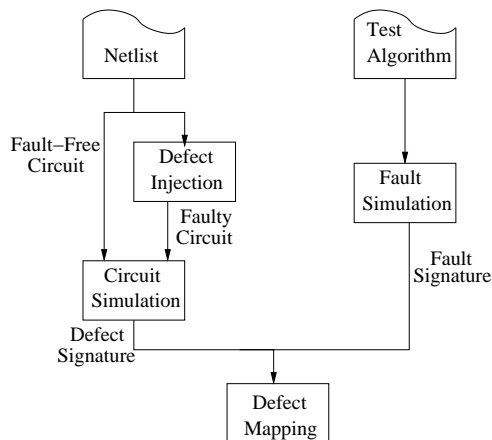 Netlist
Test
Algorithm
Fault−Free
Circuit
Defect
Injection
Fault
Simulation
Faulty
Circuit
Fault
Signature
Circuit
Simulation
Defect
Signature
Defect
Mapping